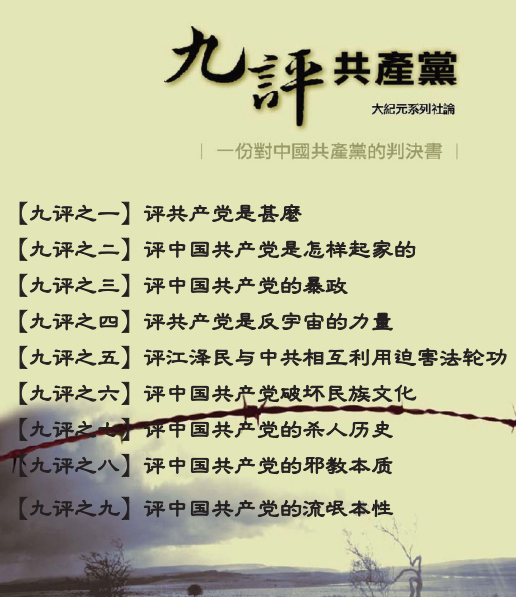 九評共產黨
大紀元系列社論
一份對中國共產黨的判決書
【九评之一】评共产党是甚麼
【九评之二】评中国共产党是怎样起家的
【九评之三】评中国共产党的暴政
【九评之四】评共产党是反宇宙的力量
【九评之五】评江泽民与中共相互利用迫害法轮功
【九评之六】评中国共产党破坏民族文化
【九评之七】评中国共产党的杀人历史
【九评之八】评中国共产党的邪教本质
【九评之九】评中国共产党的流氓本性